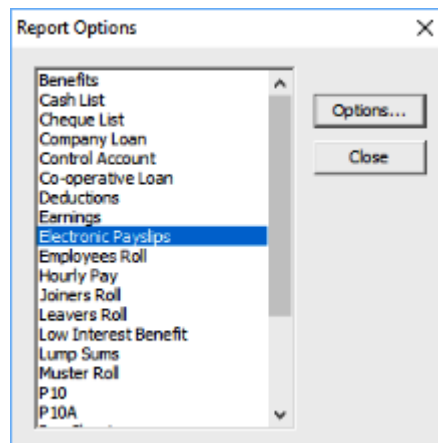 Report Options
Benefits
Cash List
Cheque List
Company Loan
Control Account
Co-operative Loan
Deductions
Earnings
Electronic Payslips
Employees Roll
Hourly Pay
Joiners Roll
Leavers Roll
Low Interest Benefit
Lump Sums
Muster Roll
P10
P10A
Options...
Close